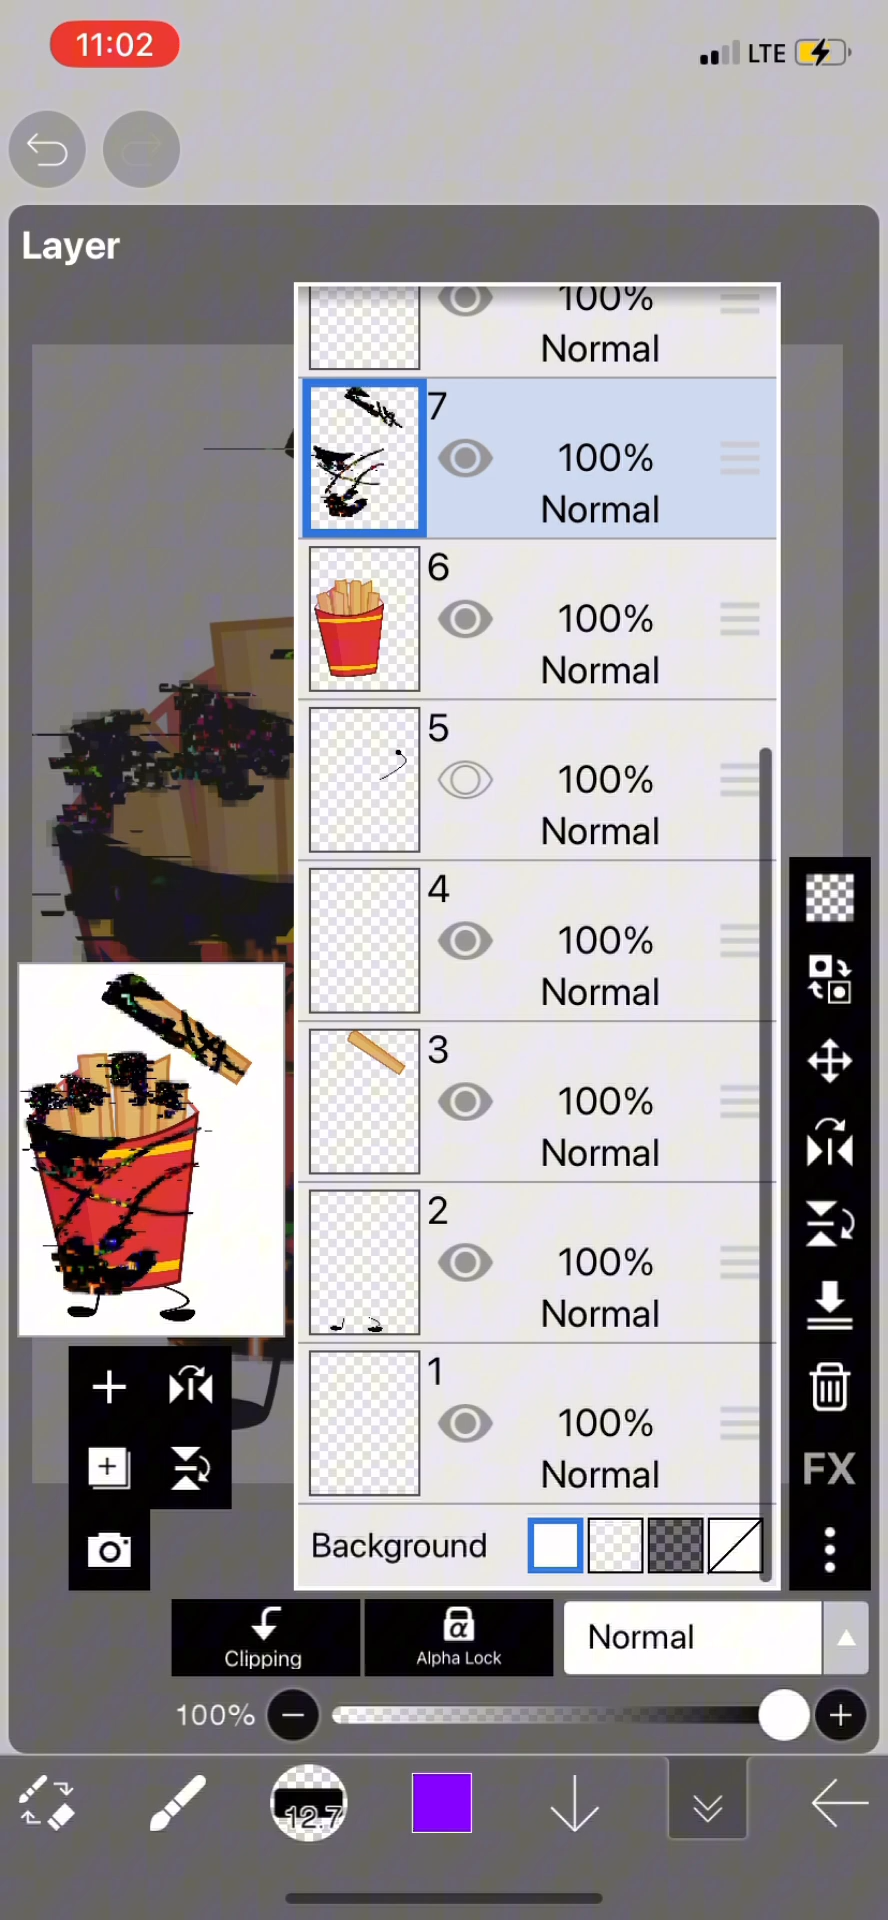 11:02
LTE
Layer
100%
Normal
7
100%
Normal
6
100%
Normal
5
100%
Normal
4
100%
Normal
3
100%
Normal
2
100%
Normal
1
100%
Normal
FX
Background
Clipping
α
Alpha Lock
Normal
100%
12.7